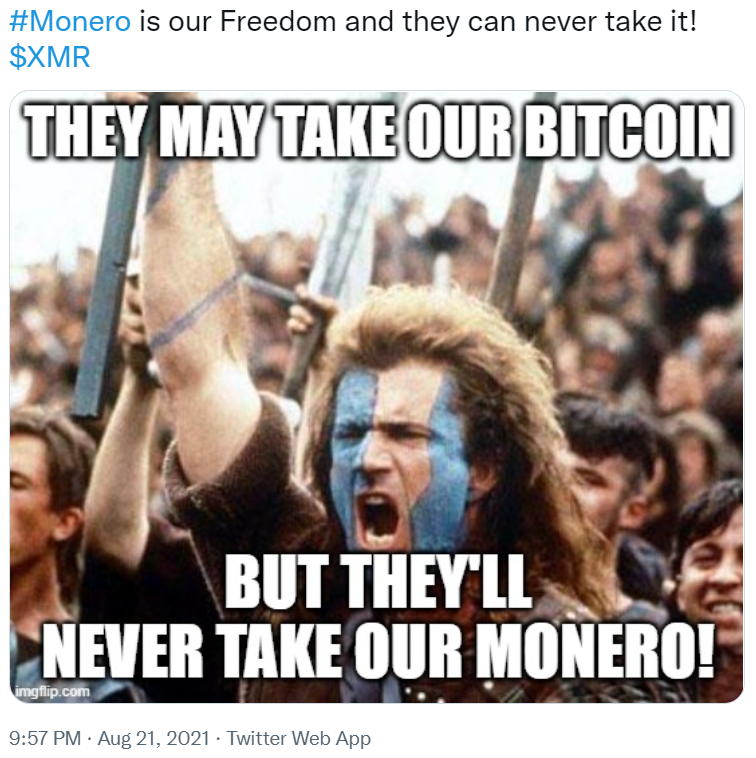 #Monero is our Freedom and they can never take it!
$XMR
THEY MAY TAKE OUR BITCOIN
BUT THEY'LL
NEVER TAKE OUR MONERO!
imgflip.com
9:57 PM · Aug 21, 2021 · Twitter Web App